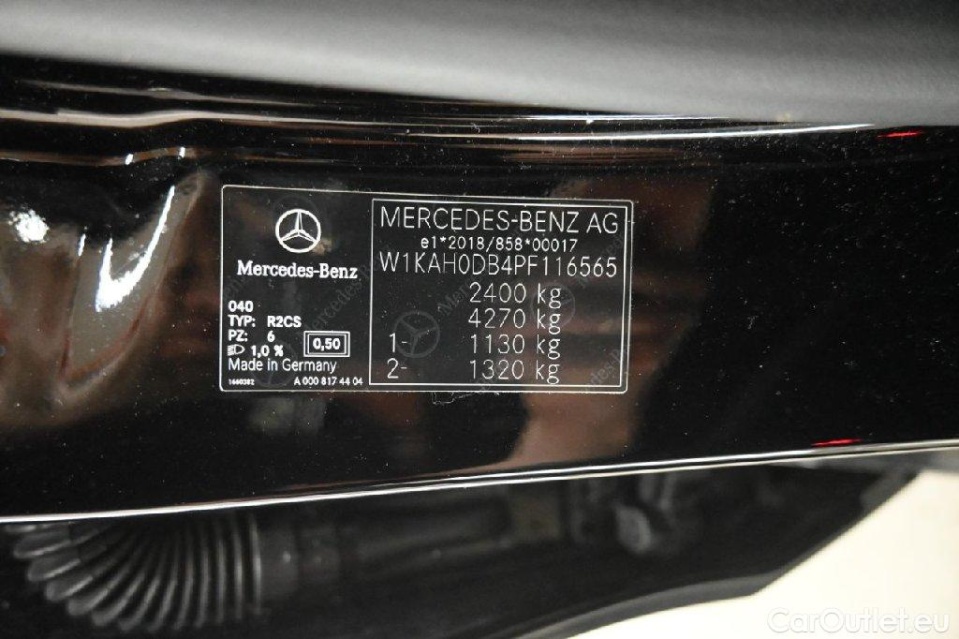 Mercedes-Benz
040
TYP: R2CS
PZ: 6
1,0 %
0,50
Made in Germany
1660382 A 000 817 44 04
MERCEDES-BENZ AG
e1*2018/858*00017
W1KAH0DB4PF116565
2400 kg
4270 kg
1- 1130 kg
2- 1320 kg
CarOutlet.eu